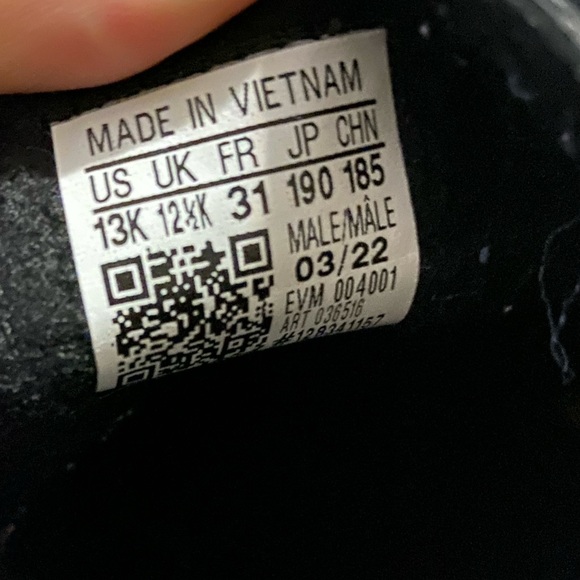 MADE IN VIETNAM
US UK FR JP CHN
13K 12½K 31 190 185
MALE/MÂLE
03/22
EVM 004001
ART 036516